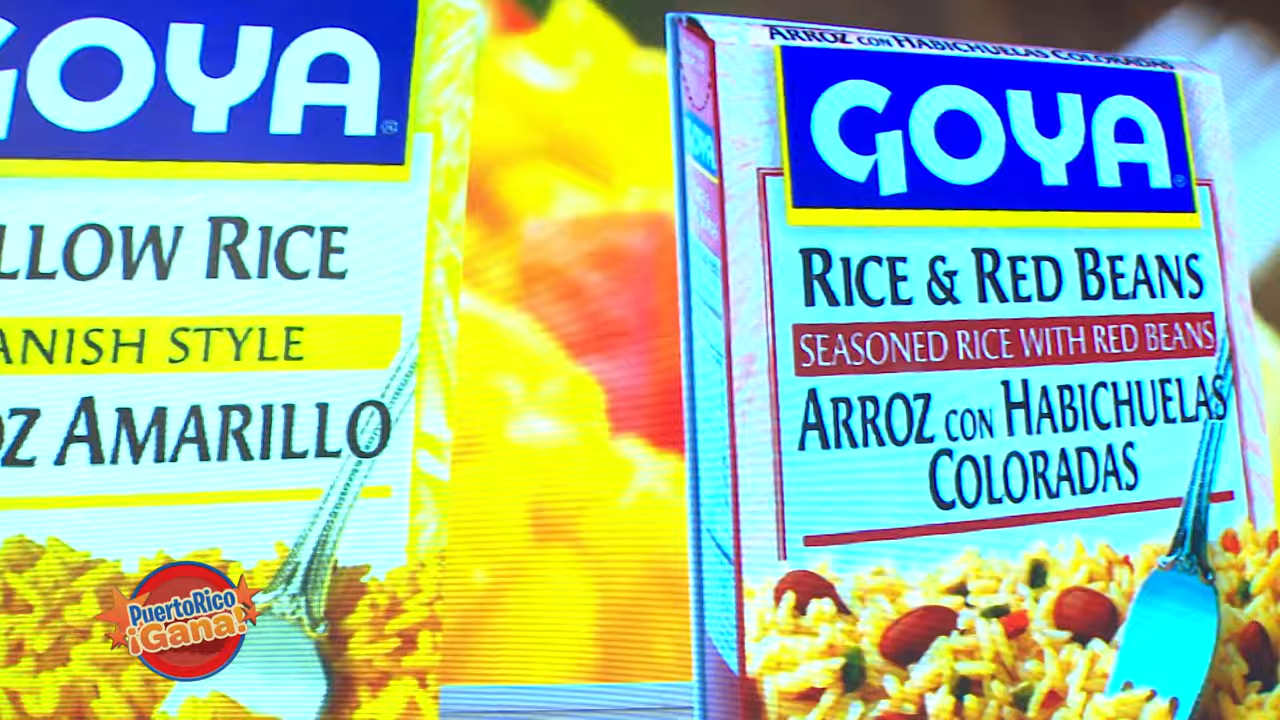 GOYA
LLOW RICE
ANISH STYLE
OZ AMARILLO
PuertoRico
¡Gana!
ARROZ CON HABICHUELAS COLORADAS
GOYA
RICE & RED BEANS
SEASONED RICE WITH RED BEANS
ARROZ CON HABICHUELAS
COLORADAS